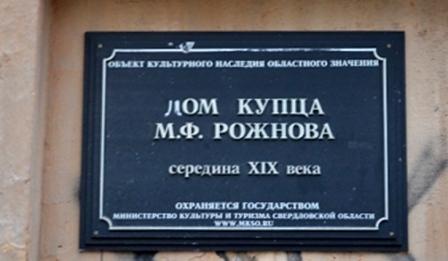 ОБЪЕКТ КУЛЬТУРНОГО НАСЛЕДИЯ ОБЛАСТНОГО ЗНАЧЕНИЯ
ДОМ КУПЦА
М.Ф. РОЖНОВА
середина XIX века
ОХРАНЯЕТСЯ ГОСУДАРСТВОМ
МИНИСТЕРСТВО КУЛЬТУРЫ И ТУРИЗМА СВЕРДЛОВСКОЙ ОБЛАСТИ
WWW.MKSO.RU